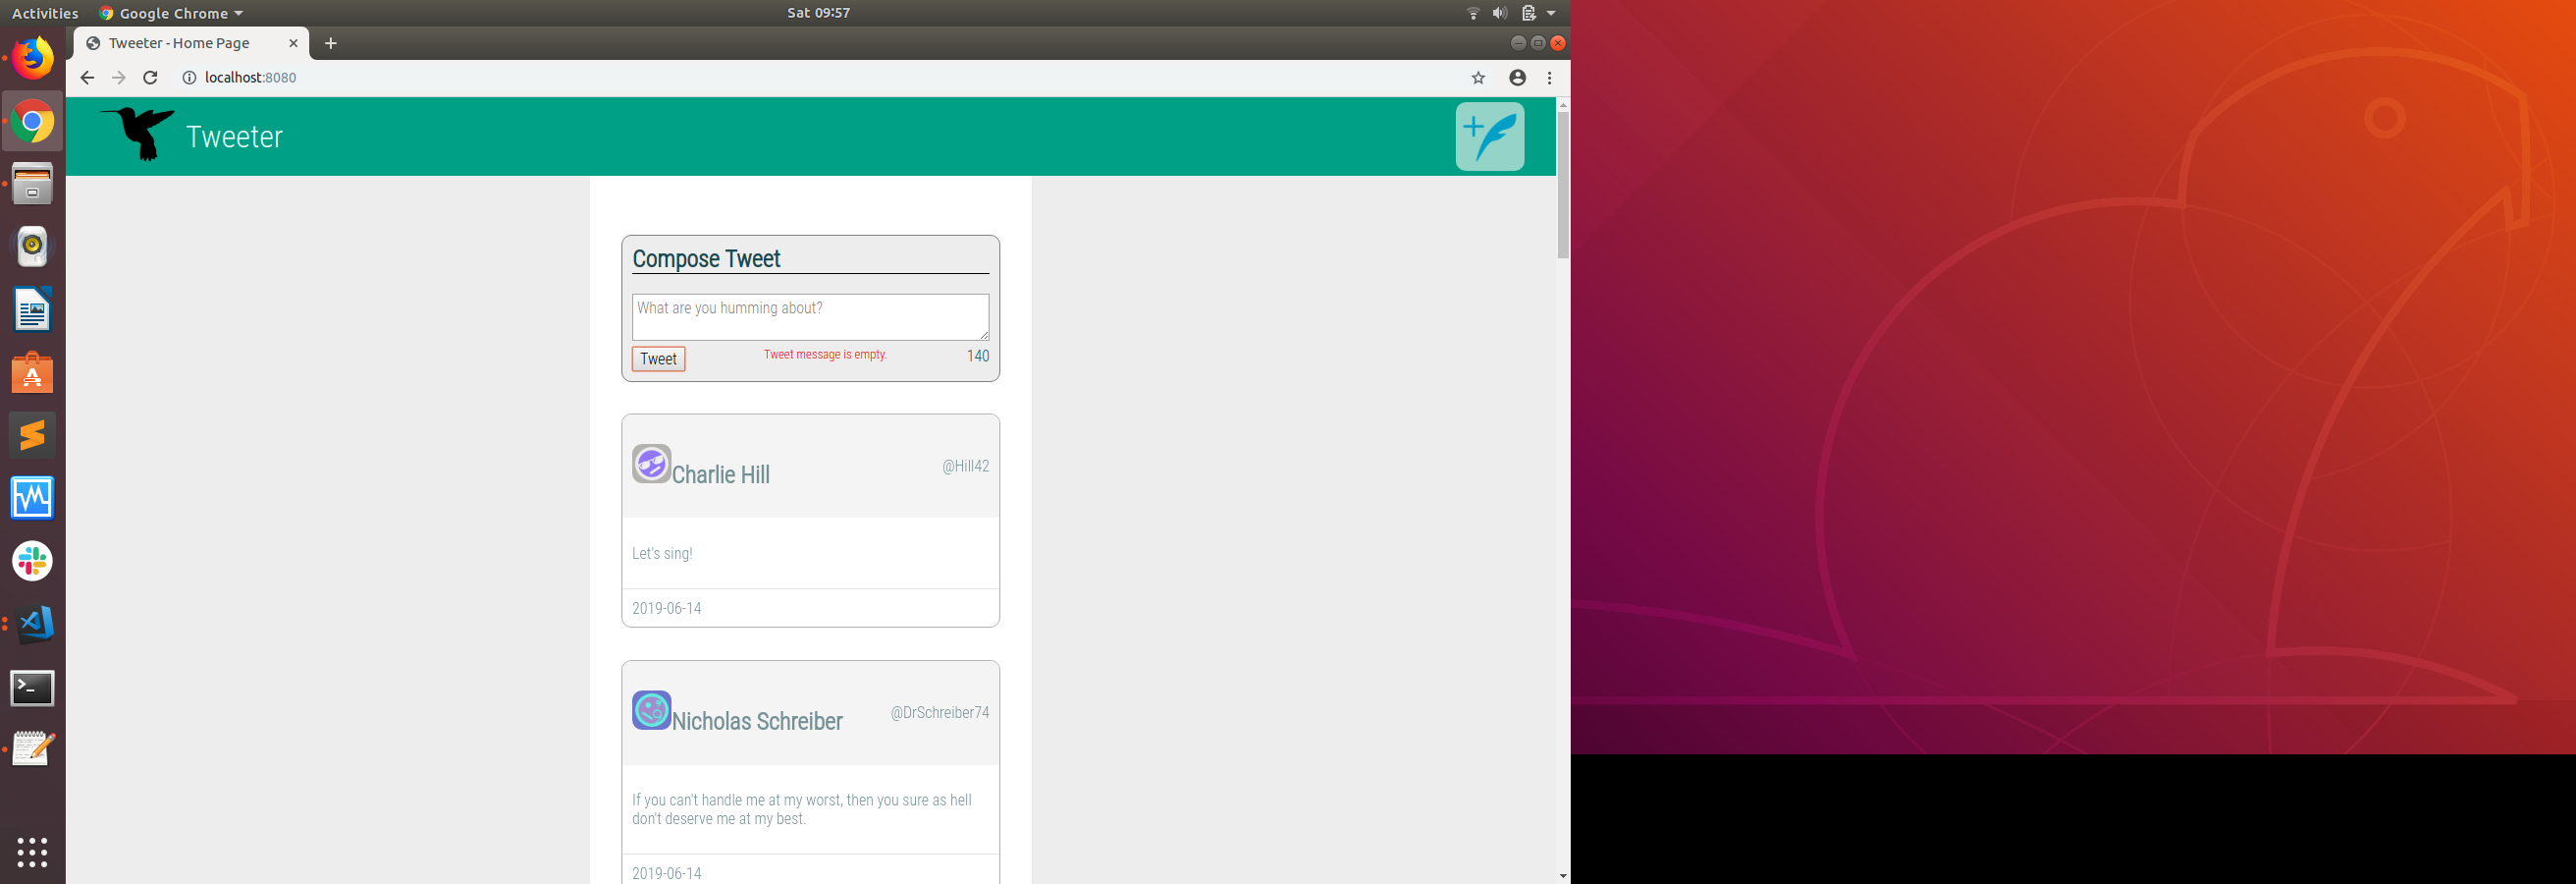 Activities Google Chrome Sat 09:57
Tweeter - Home Page
localhost:8080
Tweeter
Compose Tweet
What are you humming about?
Tweet Tweet message is empty. 140
Charlie Hill @Hill42
Let's sing!
2019-06-14
Nicholas Schreiber @DrSchreiber74
If you can't handle me at my worst, then you sure as hell
don't deserve me at my best.
2019-06-14